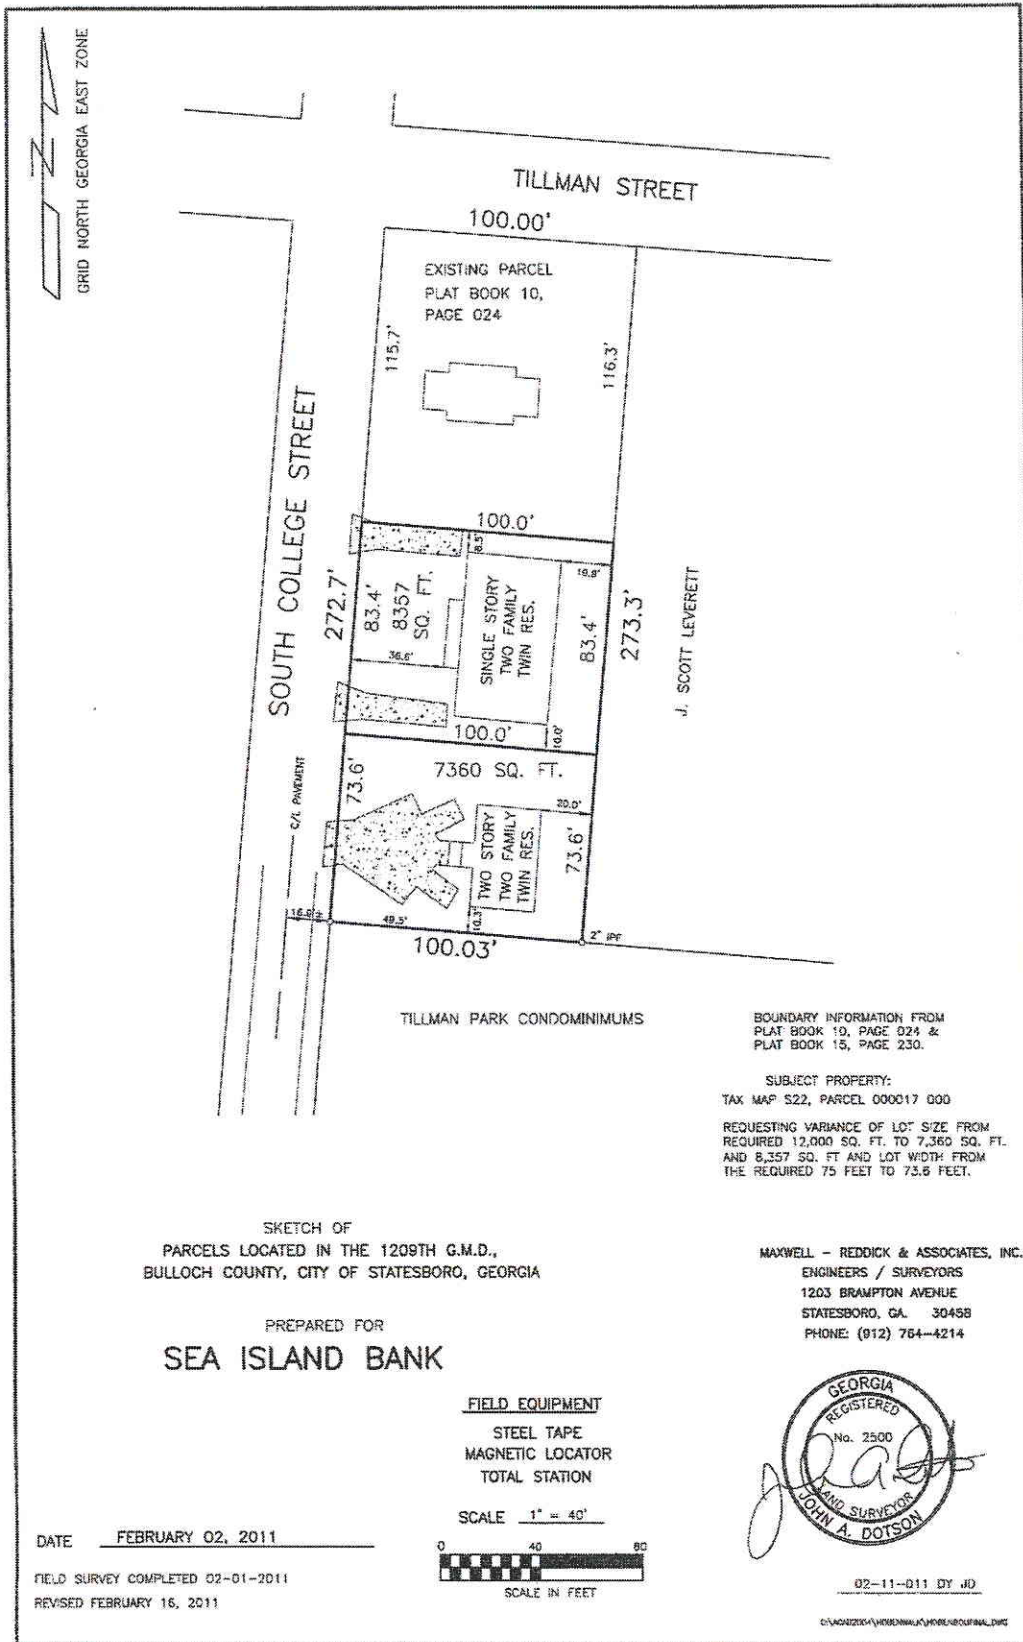 GRID NORTH GEORGIA EAST ZONE
TILLMAN STREET
100.00'
EXISTING PARCEL
PLAT BOOK 10,
PAGE 024
115.7'
116.3'
SOUTH COLLEGE STREET
272.7'
100.0'
8.5'
19.9'
83.4'
8357
SQ. FT.
36.6'
SINGLE STORY
TWO FAMILY
TWIN RES.
83.4'
273.3'
J. SCOTT LEVERETT
10.0'
100.0'
7360 SQ. FT.
73.6'
C/L PAVEMENT
20.0'
TWO STORY
TWO FAMILY
TWIN RES.
73.6'
49.5'
10.3'
100.03'
2" IPF
TILLMAN PARK CONDOMINIMUMS
BOUNDARY INFORMATION FROM
PLAT BOOK 10, PAGE 024 &
PLAT BOOK 15, PAGE 230.
SUBJECT PROPERTY:
TAX MAP S22, PARCEL 000017 000
REQUESTING VARIANCE OF LOT SIZE FROM
REQUIRED 12,000 SQ. FT. TO 7,360 SQ. FT.
AND 8,357 SQ. FT AND LOT WIDTH FROM
THE REQUIRED 75 FEET TO 73.6 FEET.
SKETCH OF
PARCELS LOCATED IN THE 1209TH G.M.D.,
BULLOCH COUNTY, CITY OF STATESBORO, GEORGIA
PREPARED FOR
SEA ISLAND BANK
MAXWELL - REDDICK & ASSOCIATES, INC.
ENGINEERS / SURVEYORS
1203 BRAMPTON AVENUE
STATESBORO, GA. 30458
PHONE: (912) 764-4214
FIELD EQUIPMENT
STEEL TAPE
MAGNETIC LOCATOR
TOTAL STATION
SCALE 1" = 40'
0 40 80
SCALE IN FEET
GEORGIA
REGISTERED
No. 2500
LAND SURVEYOR
JOHN A. DOTSON
DATE FEBRUARY 02, 2011
FIELD SURVEY COMPLETED 02-01-2011
REVISED FEBRUARY 16, 2011
02-11-011 DY JD